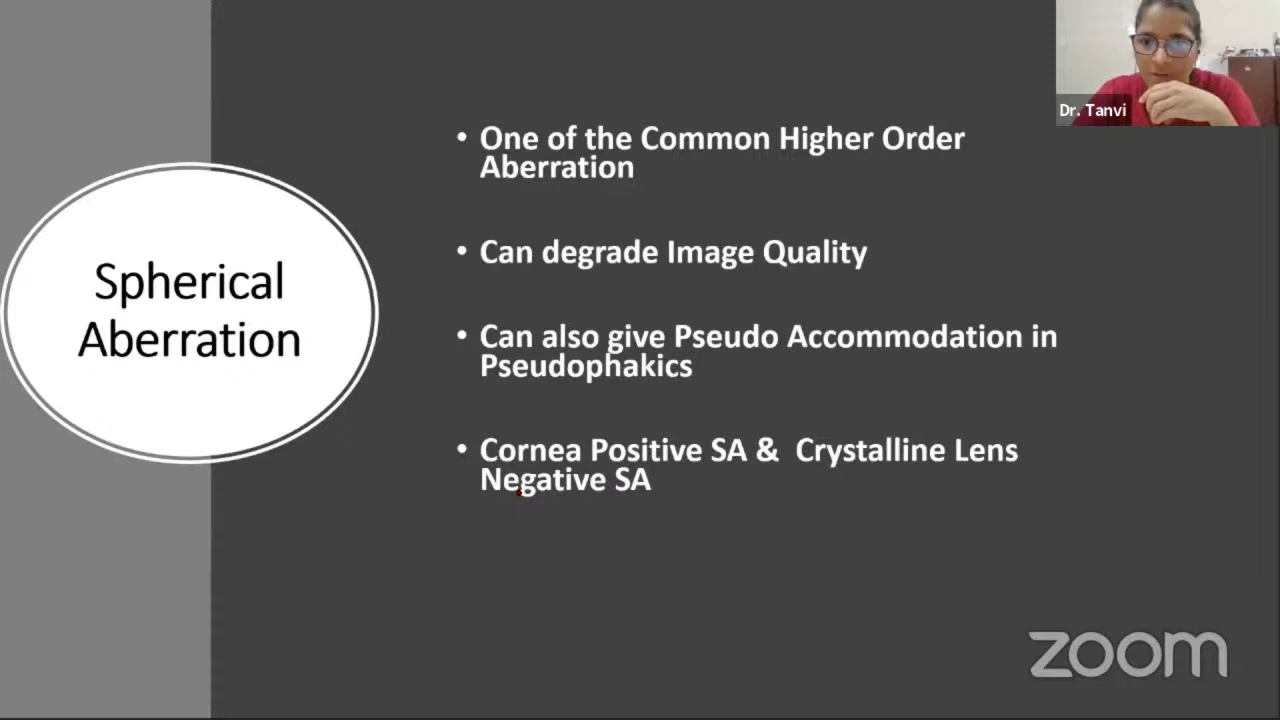 Dr. Tanvi
Spherical
Aberration
• One of the Common Higher Order
Aberration
• Can degrade Image Quality
• Can also give Pseudo Accommodation in
Pseudophakics
• Cornea Positive SA & Crystalline Lens
Negative SA
zoom